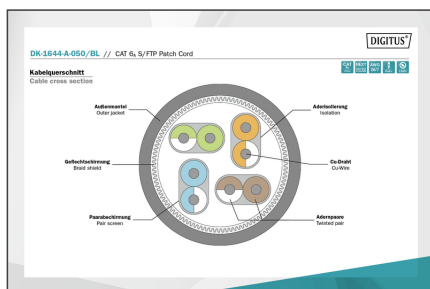 DIGITUS®
DK-1644-A-050/BL // CAT 6A S/FTP Patch Cord
Kabelquerschnitt
Cable cross section
Außenmantel
Outer jacket
Aderisolierung
Isolation
Geflechtschirmung
Braid shield
Cu-Draht
Cu-Wire
Paarabschirmung
Pair screen
Adernpaare
Twisted pair